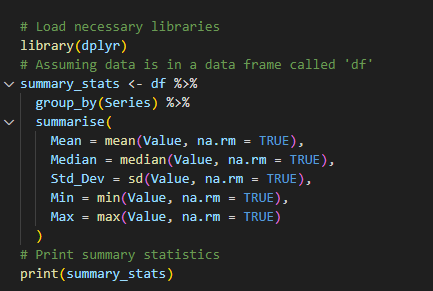 # Load necessary libraries
library(dplyr)
# Assuming data is in a data frame called 'df'
summary_stats <- df %>%
  group_by(Series) %>%
  summarise(
    Mean = mean(Value, na.rm = TRUE),
    Median = median(Value, na.rm = TRUE),
    Std_Dev = sd(Value, na.rm = TRUE),
    Min = min(Value, na.rm = TRUE),
    Max = max(Value, na.rm = TRUE)
  )
# Print summary statistics
print(summary_stats)